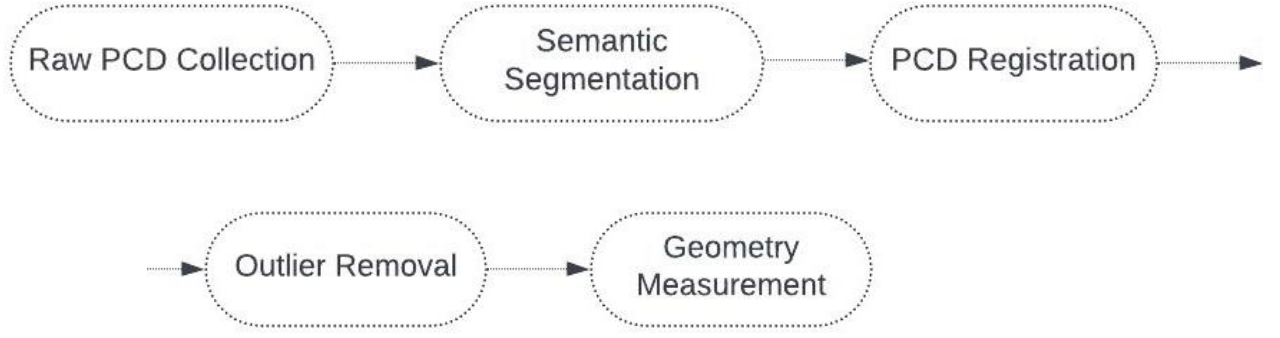 Raw PCD Collection
Semantic
Segmentation
PCD Registration
Outlier Removal
Geometry
Measurement